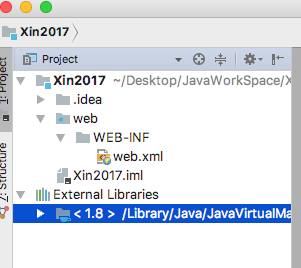 Xin2017
Project
1: Project
Xin2017 ~/Desktop/JavaWorkSpace/X
.idea
web
WEB-INF
web.xml
Xin2017.iml
External Libraries
< 1.8 > /Library/Java/JavaVirtualMa
7: Structure